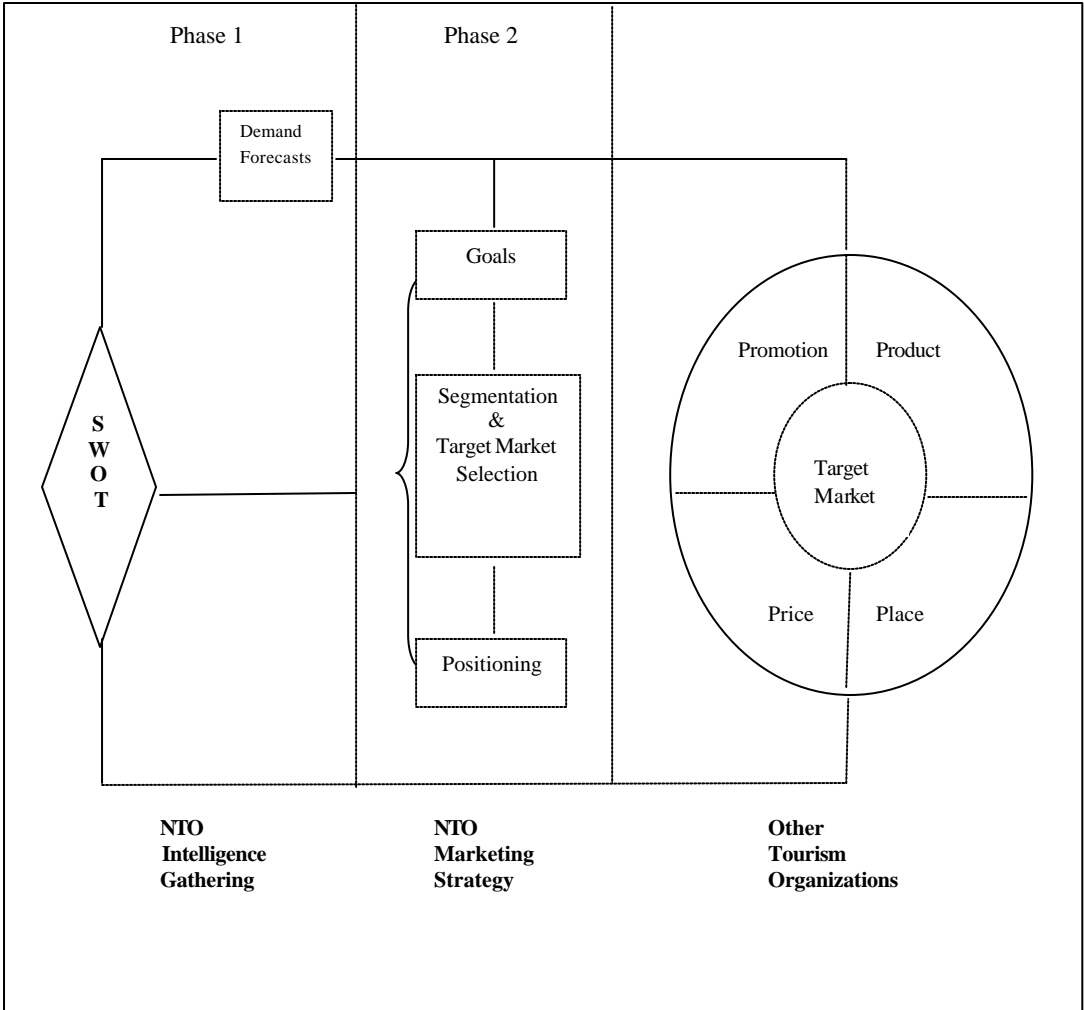 Phase 1
Phase 2
Demand
Forecasts
Goals
Segmentation
&
Target Market
Selection
Positioning
S
W
O
T
Promotion
Product
Target
Market
Price
Place
NTO
Intelligence
Gathering
NTO
Marketing
Strategy
Other
Tourism
Organizations